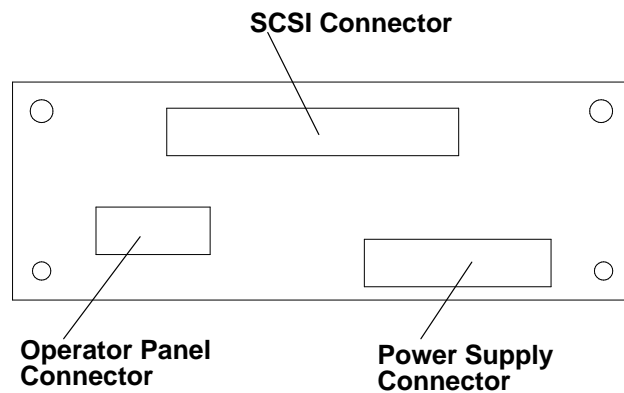 SCSI Connector
Operator Panel
Connector
Power Supply
Connector